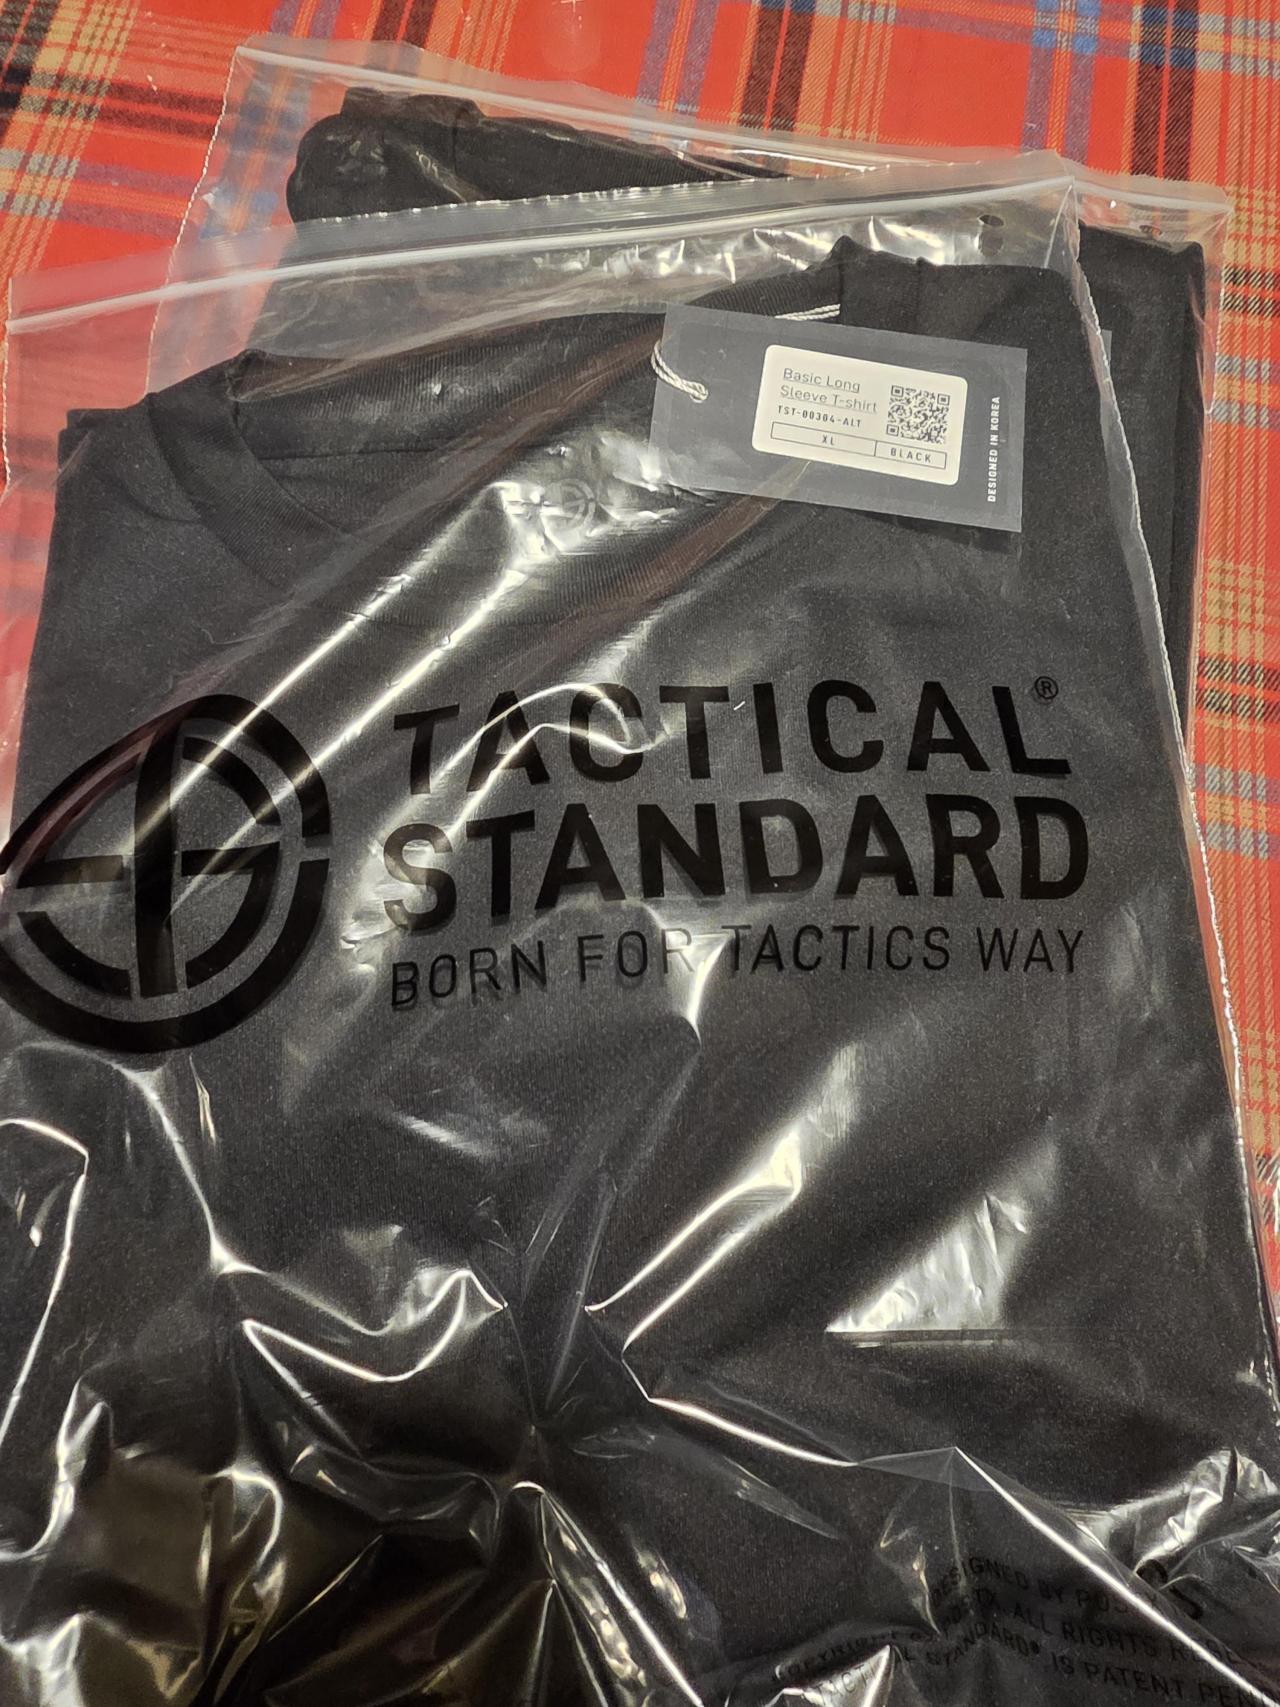 Basic Long
Sleeve T-shirt
TST-00304-ALT
XL
BLACK
DESIGNED IN KOREA
TACTICAL®
STANDARD
BORN FOR TACTICS WAY
DESIGNED BY
ALL RIGHTS
STANDARD® IS PATENT